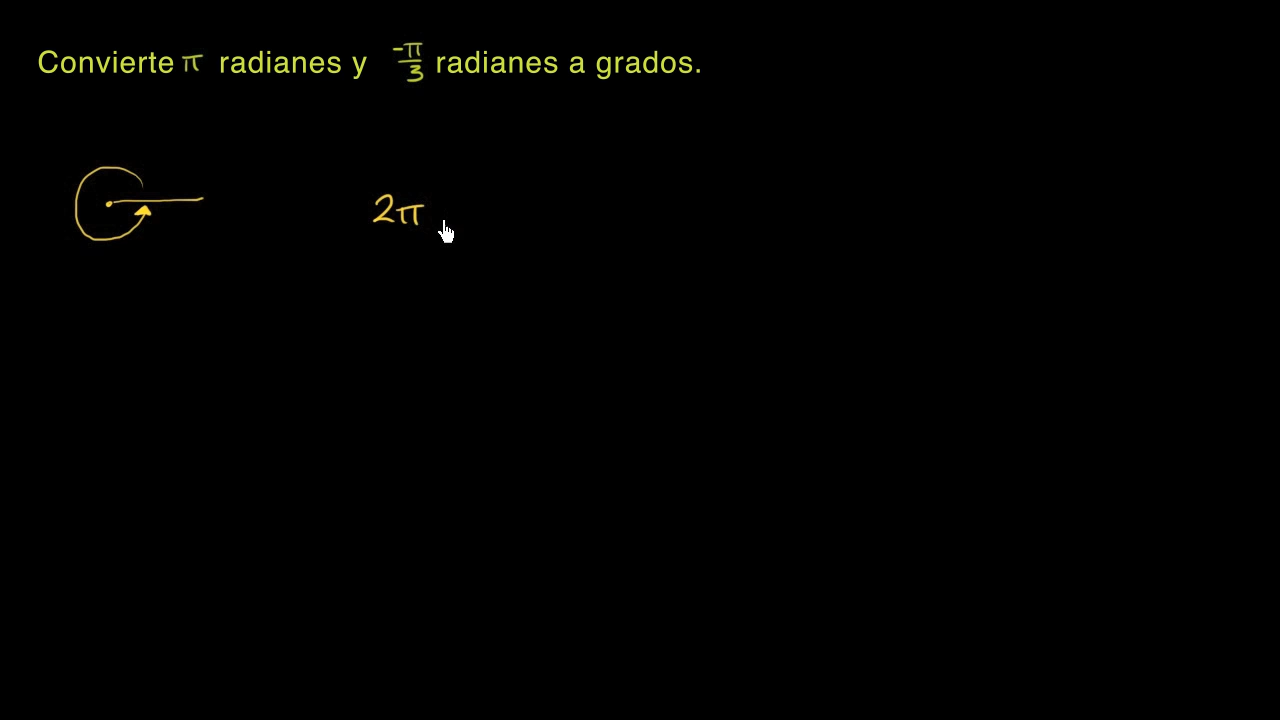 Convierte π radianes y -π/3 radianes a grados.
2π